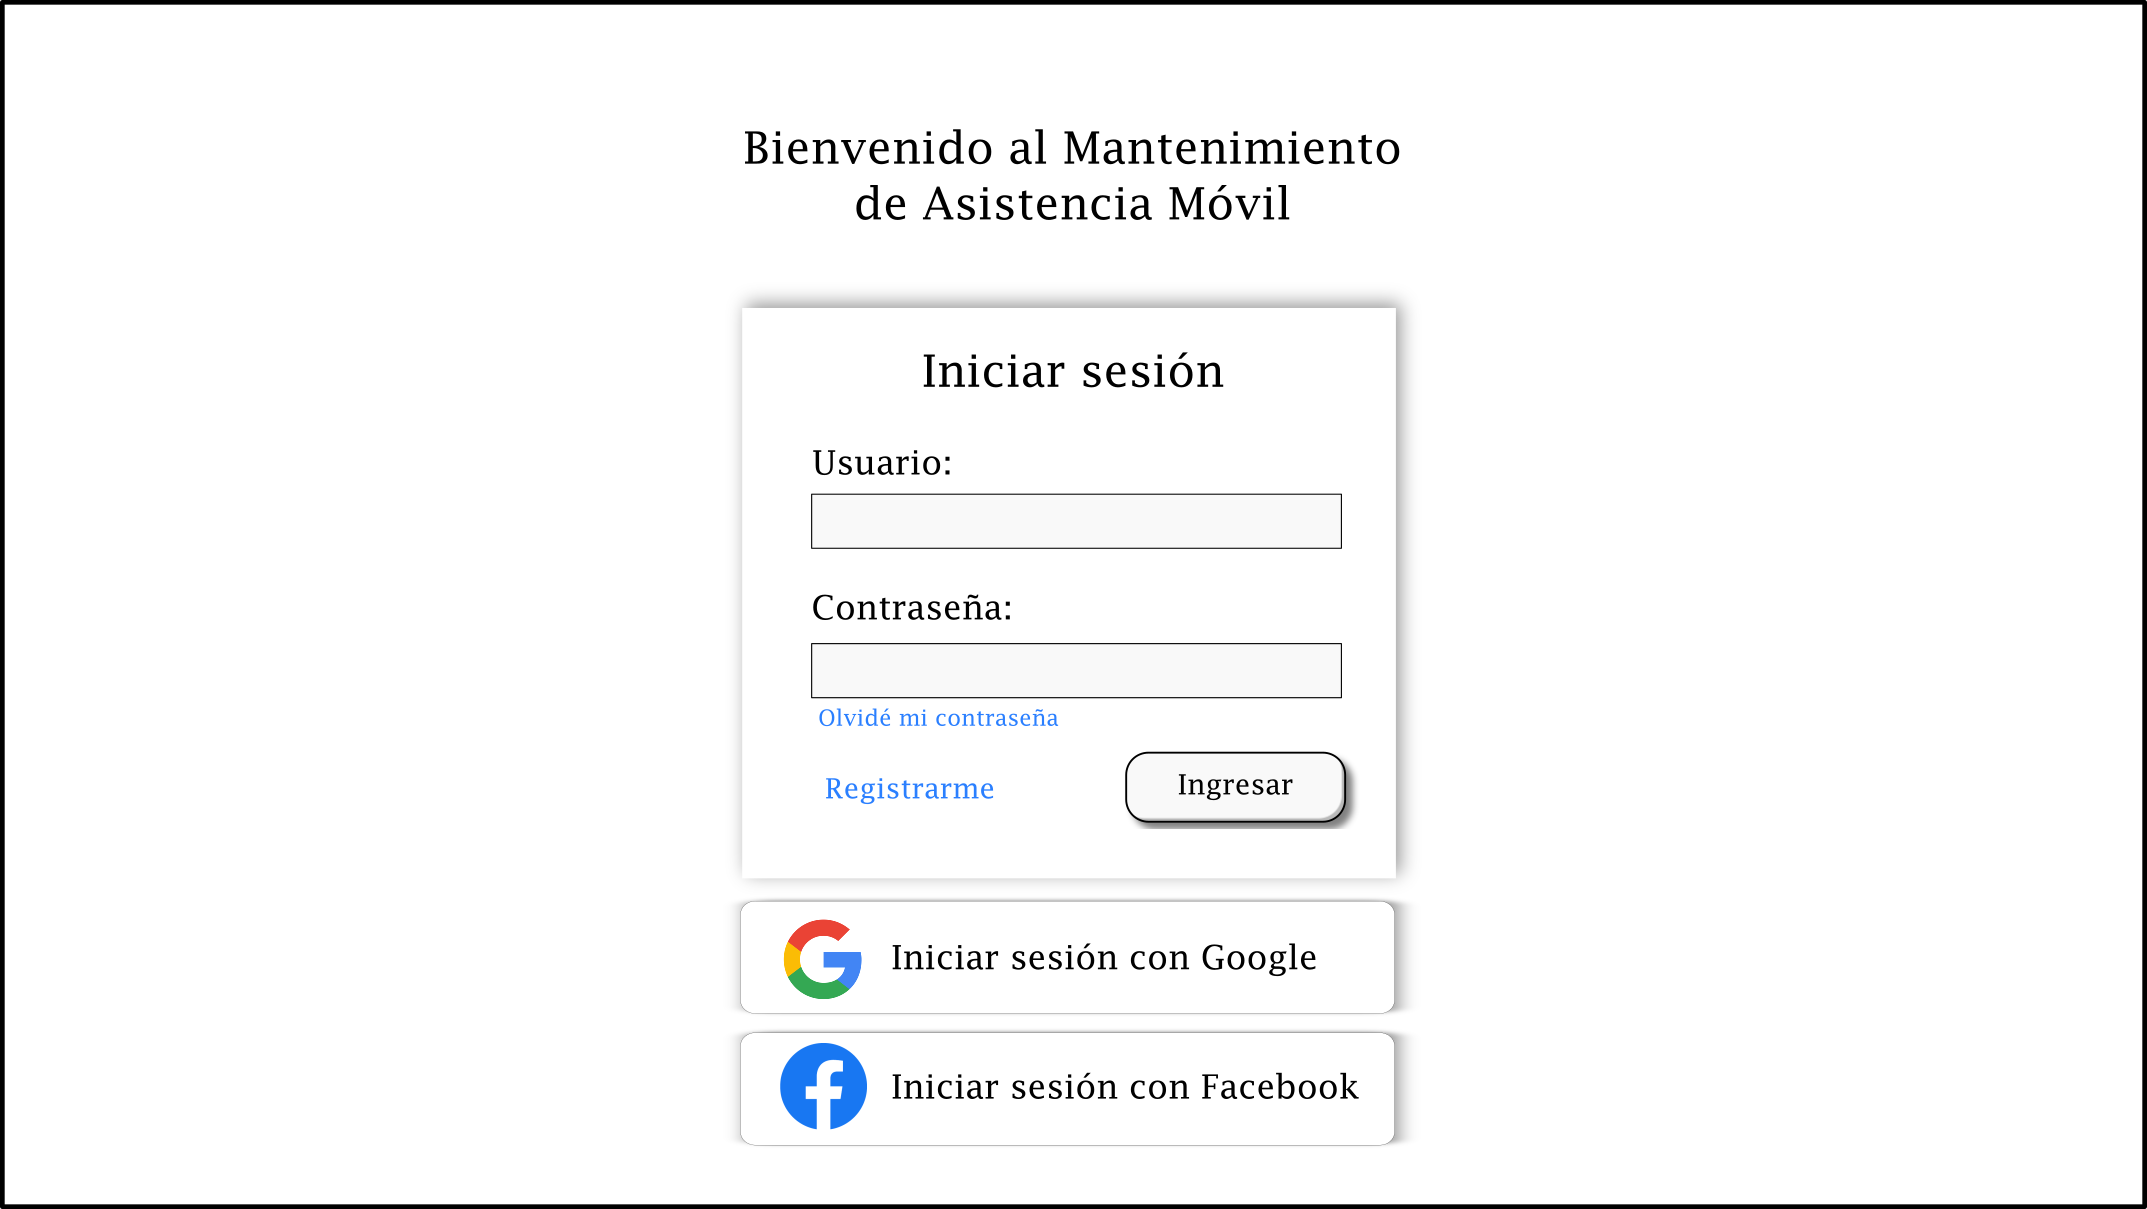 Bienvenido al Mantenimiento
de Asistencia Móvil
Iniciar sesión
Usuario:
Contraseña:
Olvidé mi contraseña
Registrarme
Ingresar
Iniciar sesión con Google
Iniciar sesión con Facebook